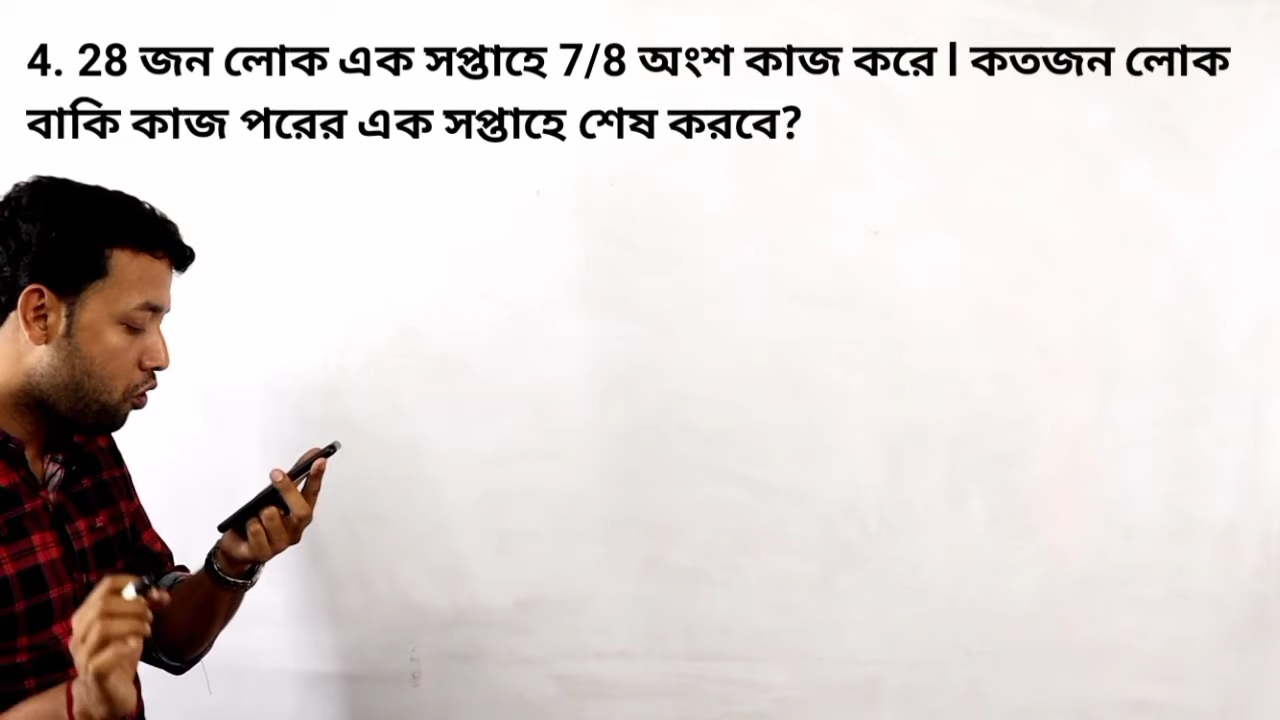 4. 28 জন লোক এক সপ্তাহে 7/8 অংশ কাজ করে l কতজন লোক
বাকি কাজ পরের এক সপ্তাহে শেষ করবে?